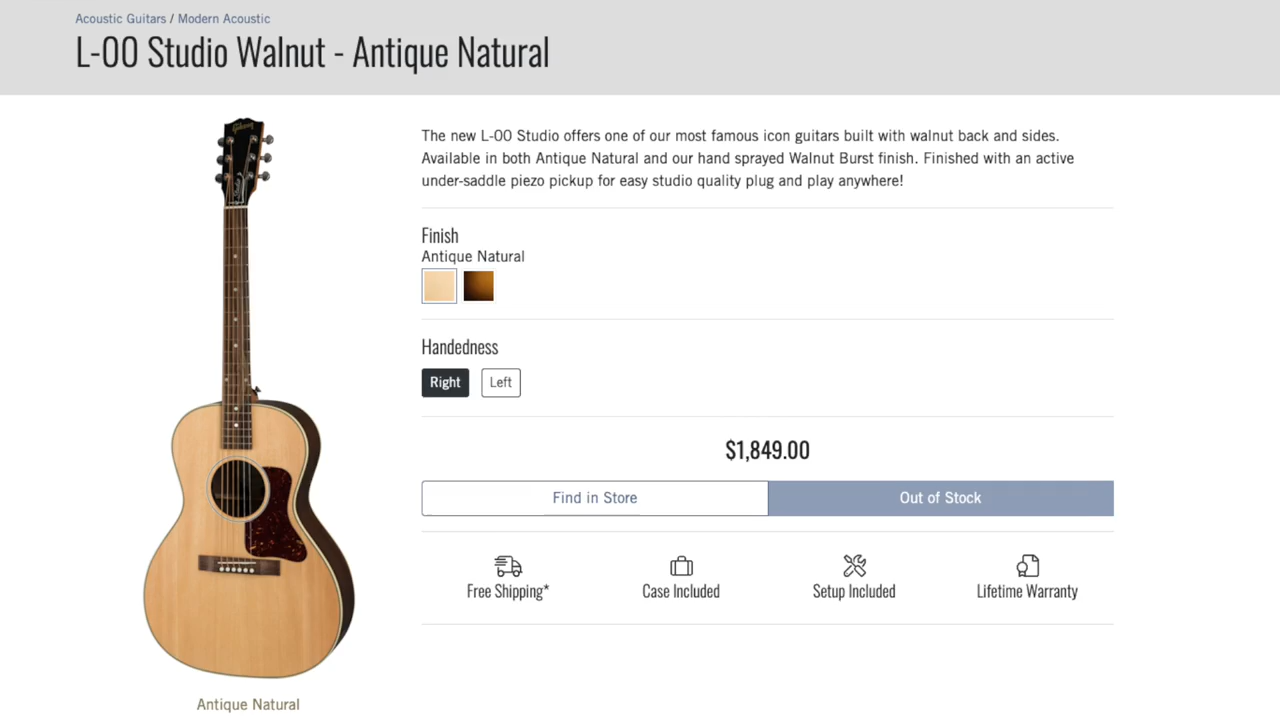 Acoustic Guitars / Modern Acoustic
L-00 Studio Walnut - Antique Natural
Gibson
The new L-00 Studio offers one of our most famous icon guitars built with walnut back and sides.
Available in both Antique Natural and our hand sprayed Walnut Burst finish. Finished with an active
under-saddle piezo pickup for easy studio quality plug and play anywhere!
Finish
Antique Natural
Handedness
Right Left
$1,849.00
Find in Store Out of Stock
Free Shipping* Case Included Setup Included Lifetime Warranty
Antique Natural